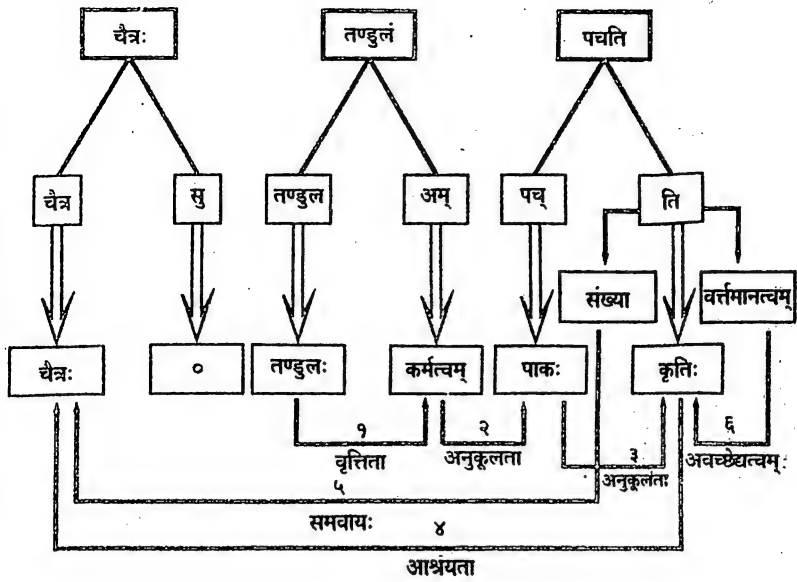 चैत्रः तण्डुलं पचति
चैत्र सु तण्डुल अम् पच् ति
संख्या वर्त्तमानत्वम्
चैत्रः ० तण्डुलः कर्मत्वम् पाकः कृतिः
१ २ ३ ६
वृत्तिता अनुकूलता अनुकूलता अवच्छेद्यत्वम्
५
समवायः ४
आश्रयता